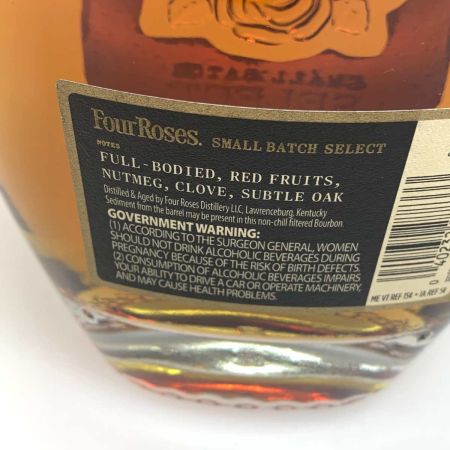 SMALL BATCH
FourRoses. SMALL BATCH SELECT
NOTES
FULL-BODIED, RED FRUITS,
NUTMEG, CLOVE, SUBTLE OAK
Distilled & Aged by Four Roses Distillery LLC, Lawrenceburg, Kentucky
Sediment from the barrel may be present in this non-chill filtered Bourbon.
GOVERNMENT WARNING:
(1) ACCORDING TO THE SURGEON GENERAL, WOMEN
SHOULD NOT DRINK ALCOHOLIC BEVERAGES DURING
PREGNANCY BECAUSE OF THE RISK OF BIRTH DEFECTS.
(2) CONSUMPTION OF ALCOHOLIC BEVERAGES IMPAIRS
YOUR ABILITY TO DRIVE A CAR OR OPERATE MACHINERY,
AND MAY CAUSE HEALTH PROBLEMS.
ME VT REF 15¢ • IA REF 5¢